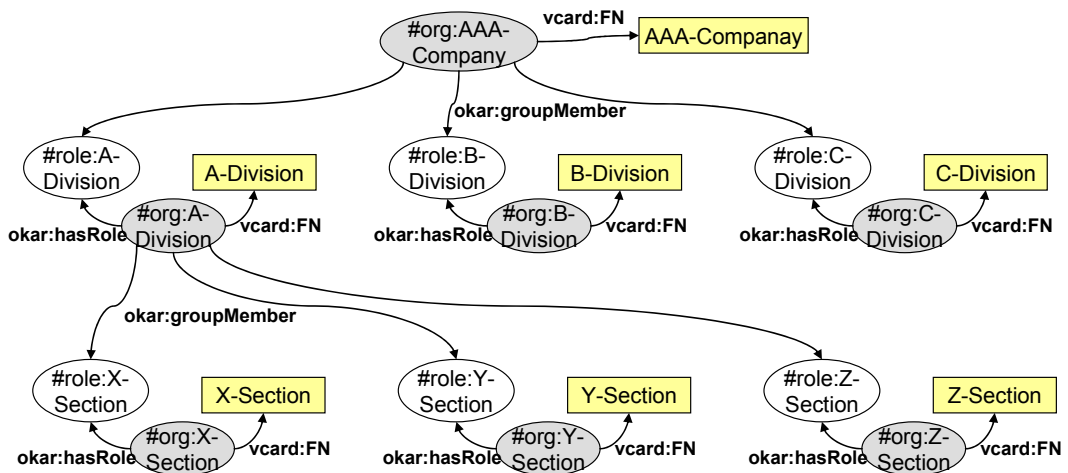 #org:AAA-
Company
vcard:FN
AAA-Companay
okar:groupMember
#role:A-
Division
A-Division
#org:A-
Division
okar:hasRole
vcard:FN
#role:B-
Division
B-Division
#org:B-
Division
okar:hasRole
vcard:FN
#role:C-
Division
C-Division
#org:C-
Division
okar:hasRole
vcard:FN
okar:groupMember
#role:X-
Section
X-Section
#org:X-
Section
okar:hasRole
vcard:FN
#role:Y-
Section
Y-Section
#org:Y-
Section
okar:hasRole
vcard:FN
#role:Z-
Section
Z-Section
#org:Z-
Section
okar:hasRole
vcard:FN